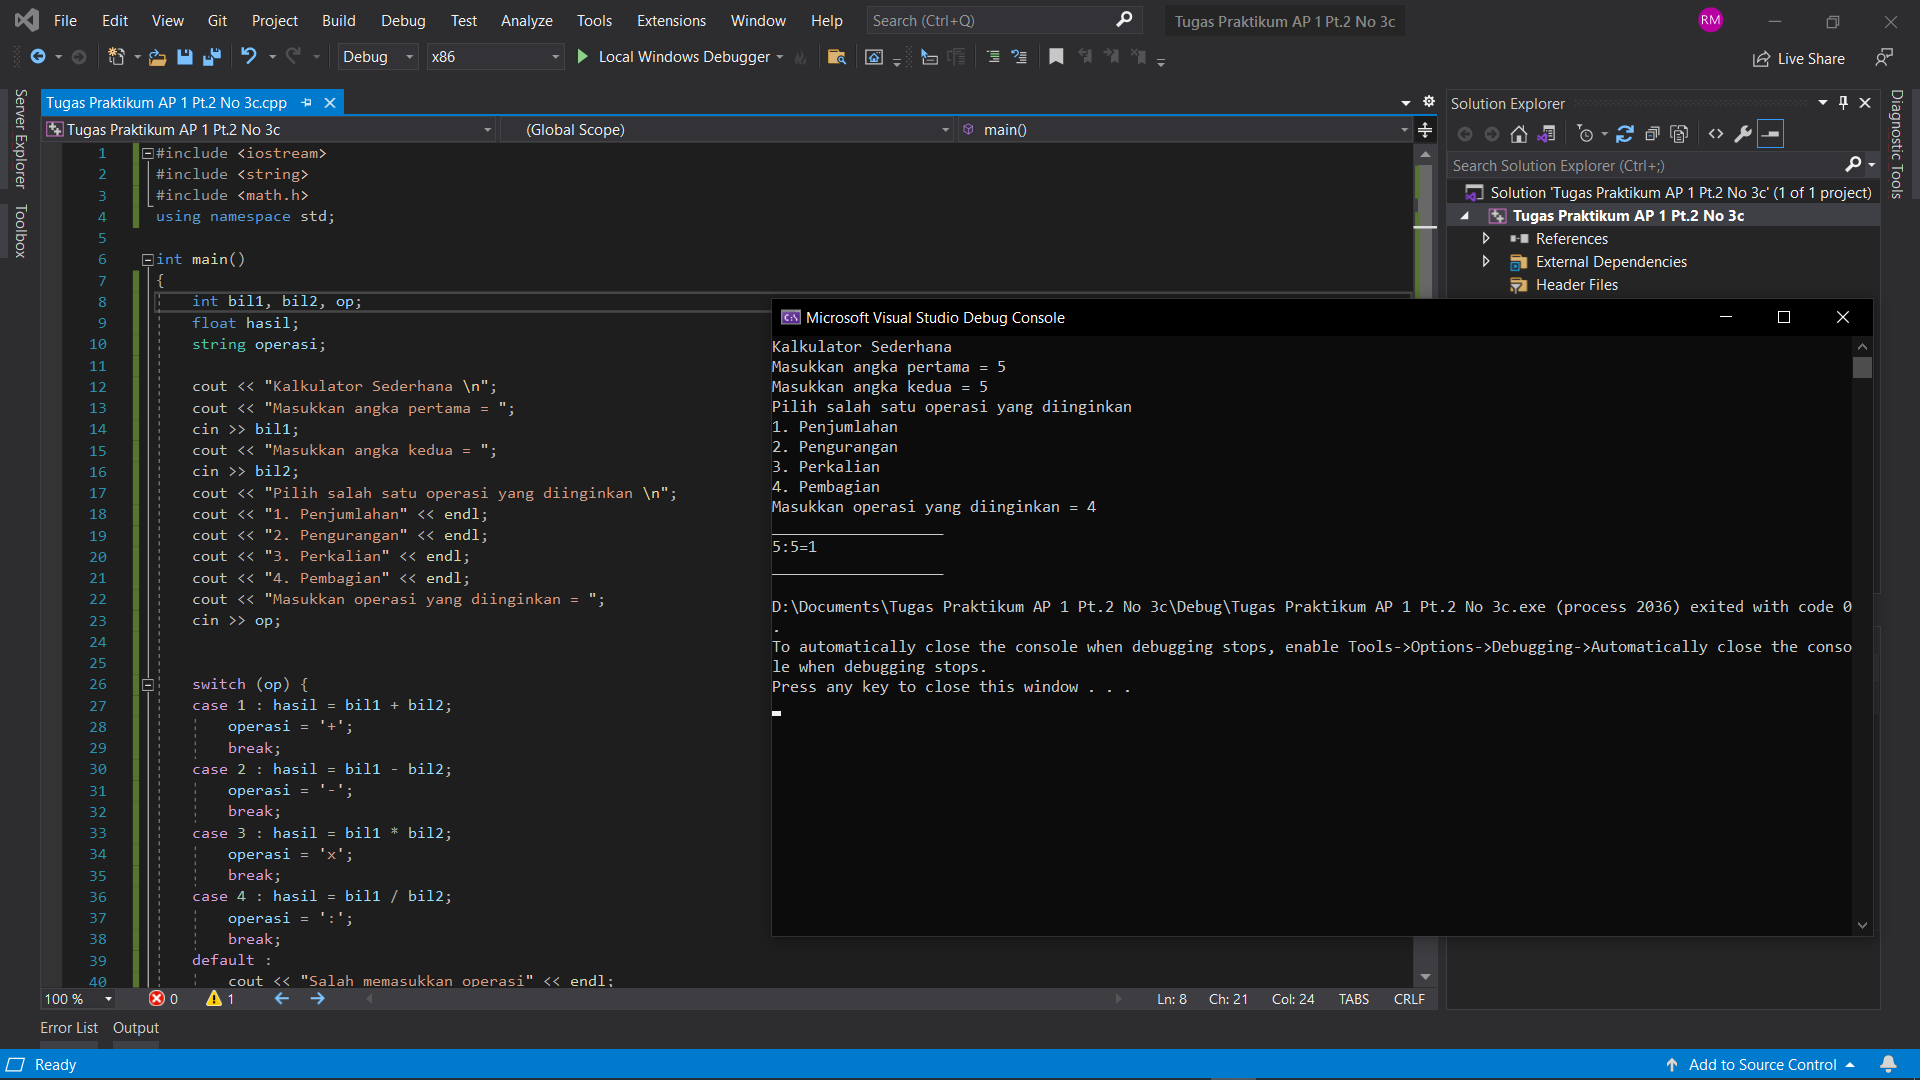 File Edit View Git Project Build Debug Test Analyze Tools Extensions Window Help Search (Ctrl+Q) Tugas Praktikum AP 1 Pt.2 No 3c RM
Debug x86 Local Windows Debugger Live Share
Server Explorer
Toolbox
Tugas Praktikum AP 1 Pt.2 No 3c.cpp
Tugas Praktikum AP 1 Pt.2 No 3c (Global Scope) main()
1 #include <iostream>
2 #include <string>
3 #include <math.h>
4 using namespace std;
5
6 int main()
7 {
8 int bil1, bil2, op;
9 float hasil;
10 string operasi;
11
12 cout << "Kalkulator Sederhana \n";
13 cout << "Masukkan angka pertama = ";
14 cin >> bil1;
15 cout << "Masukkan angka kedua = ";
16 cin >> bil2;
17 cout << "Pilih salah satu operasi yang diinginkan \n";
18 cout << "1. Penjumlahan" << endl;
19 cout << "2. Pengurangan" << endl;
20 cout << "3. Perkalian" << endl;
21 cout << "4. Pembagian" << endl;
22 cout << "Masukkan operasi yang diinginkan = ";
23 cin >> op;
24
25
26 switch (op) {
27 case 1 : hasil = bil1 + bil2;
28 operasi = '+';
29 break;
30 case 2 : hasil = bil1 - bil2;
31 operasi = '-';
32 break;
33 case 3 : hasil = bil1 * bil2;
34 operasi = 'x';
35 break;
36 case 4 : hasil = bil1 / bil2;
37 operasi = ':';
38 break;
39 default :
40 cout << "Salah memasukkan operasi" << endl;
100 % 0 1 Ln: 8 Ch: 21 Col: 24 TABS CRLF
Microsoft Visual Studio Debug Console
Kalkulator Sederhana
Masukkan angka pertama = 5
Masukkan angka kedua = 5
Pilih salah satu operasi yang diinginkan
1. Penjumlahan
2. Pengurangan
3. Perkalian
4. Pembagian
Masukkan operasi yang diinginkan = 4
___________________
5:5=1
___________________
D:\Documents\Tugas Praktikum AP 1 Pt.2 No 3c\Debug\Tugas Praktikum AP 1 Pt.2 No 3c.exe (process 2036) exited with code 0
.
To automatically close the console when debugging stops, enable Tools->Options->Debugging->Automatically close the conso
le when debugging stops.
Press any key to close this window . . .
Solution Explorer
Search Solution Explorer (Ctrl+;)
Solution 'Tugas Praktikum AP 1 Pt.2 No 3c' (1 of 1 project)
Tugas Praktikum AP 1 Pt.2 No 3c
References
External Dependencies
Header Files
Diagnostic Tools
Error List Output
Ready Add to Source Control